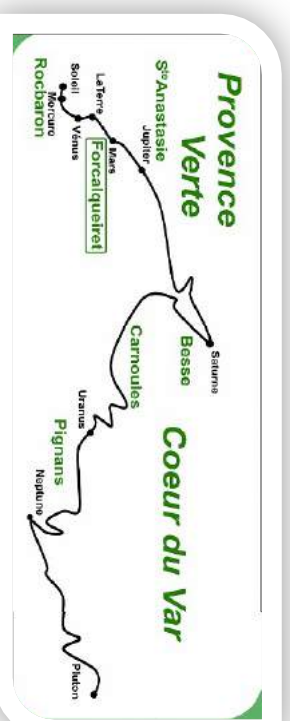 Provence
Verte
Coeur du Var
Ste Anastasie
Jupiter
Saturne
Besse
La Terre
Mars
Forcalqueiret
Soleil
Mercure
Vénus
Rocbaron
Carnoules
Uranus
Pignans
Neptune
Pluton